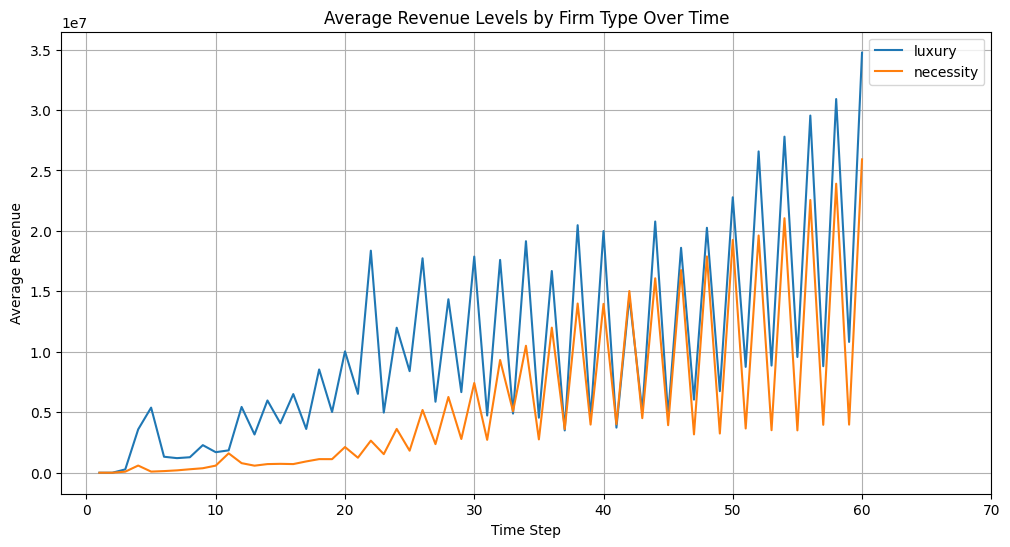 Average Revenue Levels by Firm Type Over Time
1e7
luxury
necessity
Average Revenue
3.5
3.0
2.5
2.0
1.5
1.0
0.5
0.0
0 10 20 30 40 50 60 70
Time Step